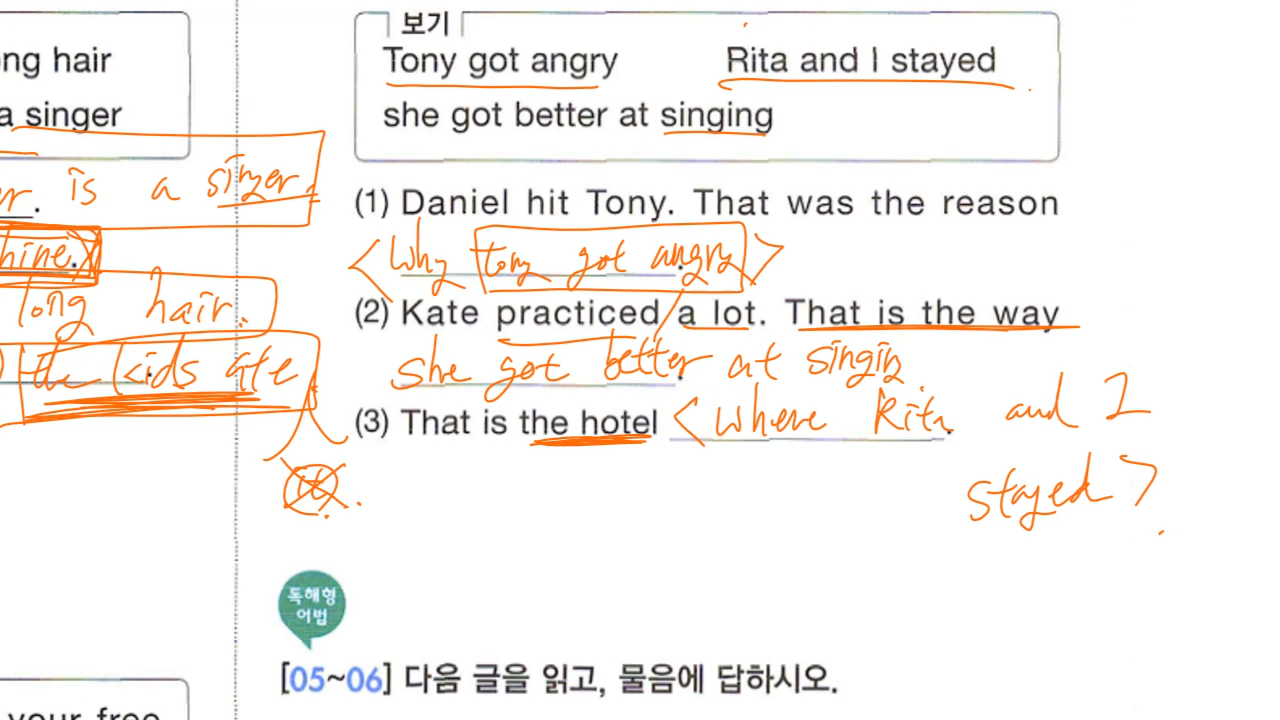 ong hair
a singer
er. is a singer.
hine.
long hair.
the kids ate
it.
보기
Tony got angry Rita and I stayed
she got better at singing
(1) Daniel hit Tony. That was the reason
<why tony got angry>.
(2) Kate practiced a lot. That is the way
she got better at singin
(3) That is the hotel <where Rita and I
stayed>.
독해형
어법
[05~06] 다음 글을 읽고, 물음에 답하시오.
your free